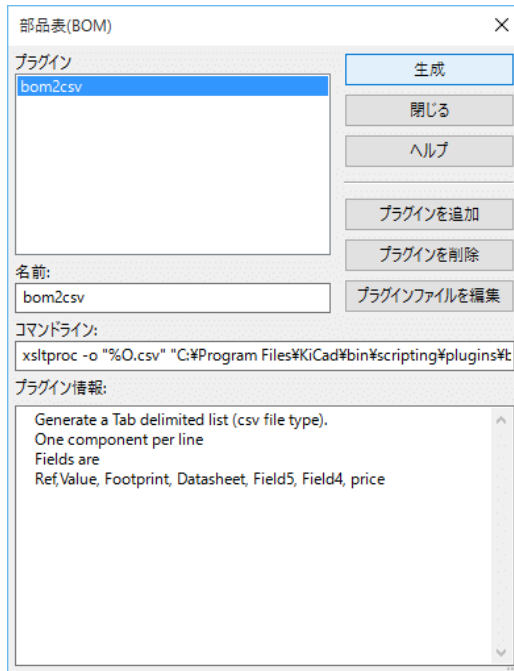 部品表(BOM)
プラグイン
bom2csv
生成
閉じる
ヘルプ
プラグインを追加
プラグインを削除
プラグインファイルを編集
名前:
bom2csv
コマンドライン:
xsltproc -o "%O.csv" "C:¥Program Files¥KiCad¥bin¥scripting¥plugins¥b
プラグイン情報:
Generate a Tab delimited list (csv file type).
One component per line
Fields are
Ref,Value, Footprint, Datasheet, Field5, Field4, price